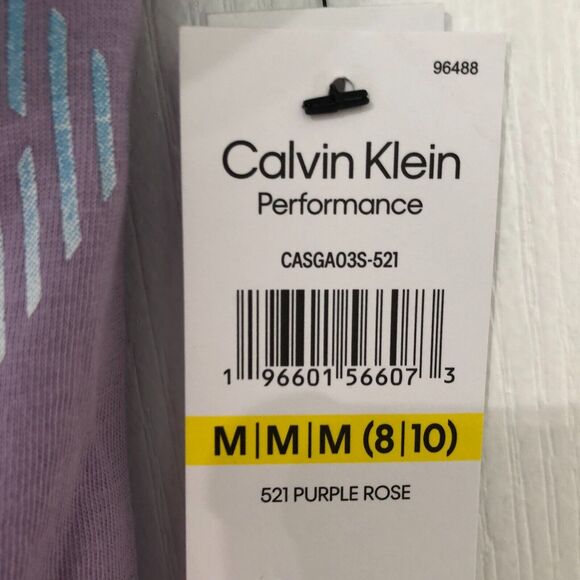 96488
Calvin Klein
Performance
CASGA03S-521
1 96601 56607 3
M|M|M (8|10)
521 PURPLE ROSE